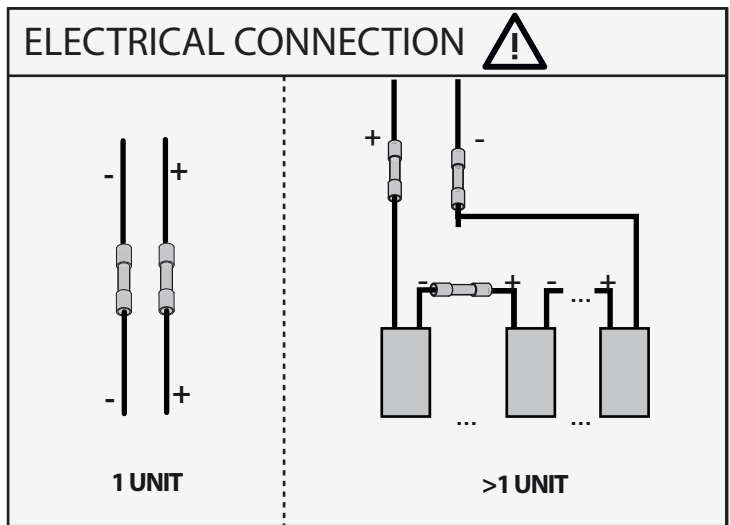 ELECTRICAL CONNECTION !
+ -
- +
- + - ... +
- +
... ...
1 UNIT >1 UNIT